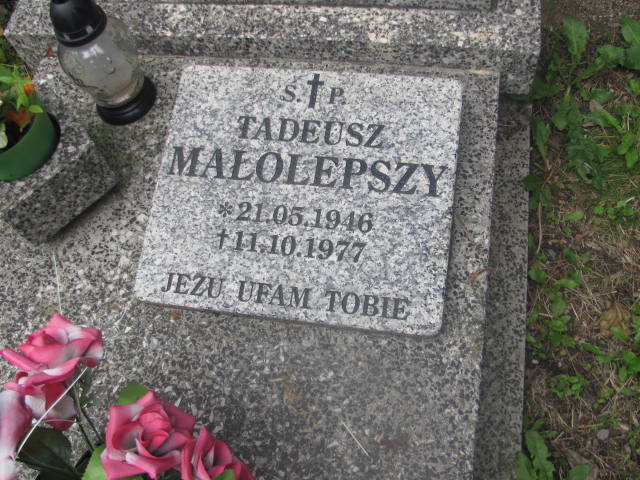 Ś.†P.
TADEUSZ
MAŁOLEPSZY
*21.05.1946
†11.10.1977
JEZU UFAM TOBIE